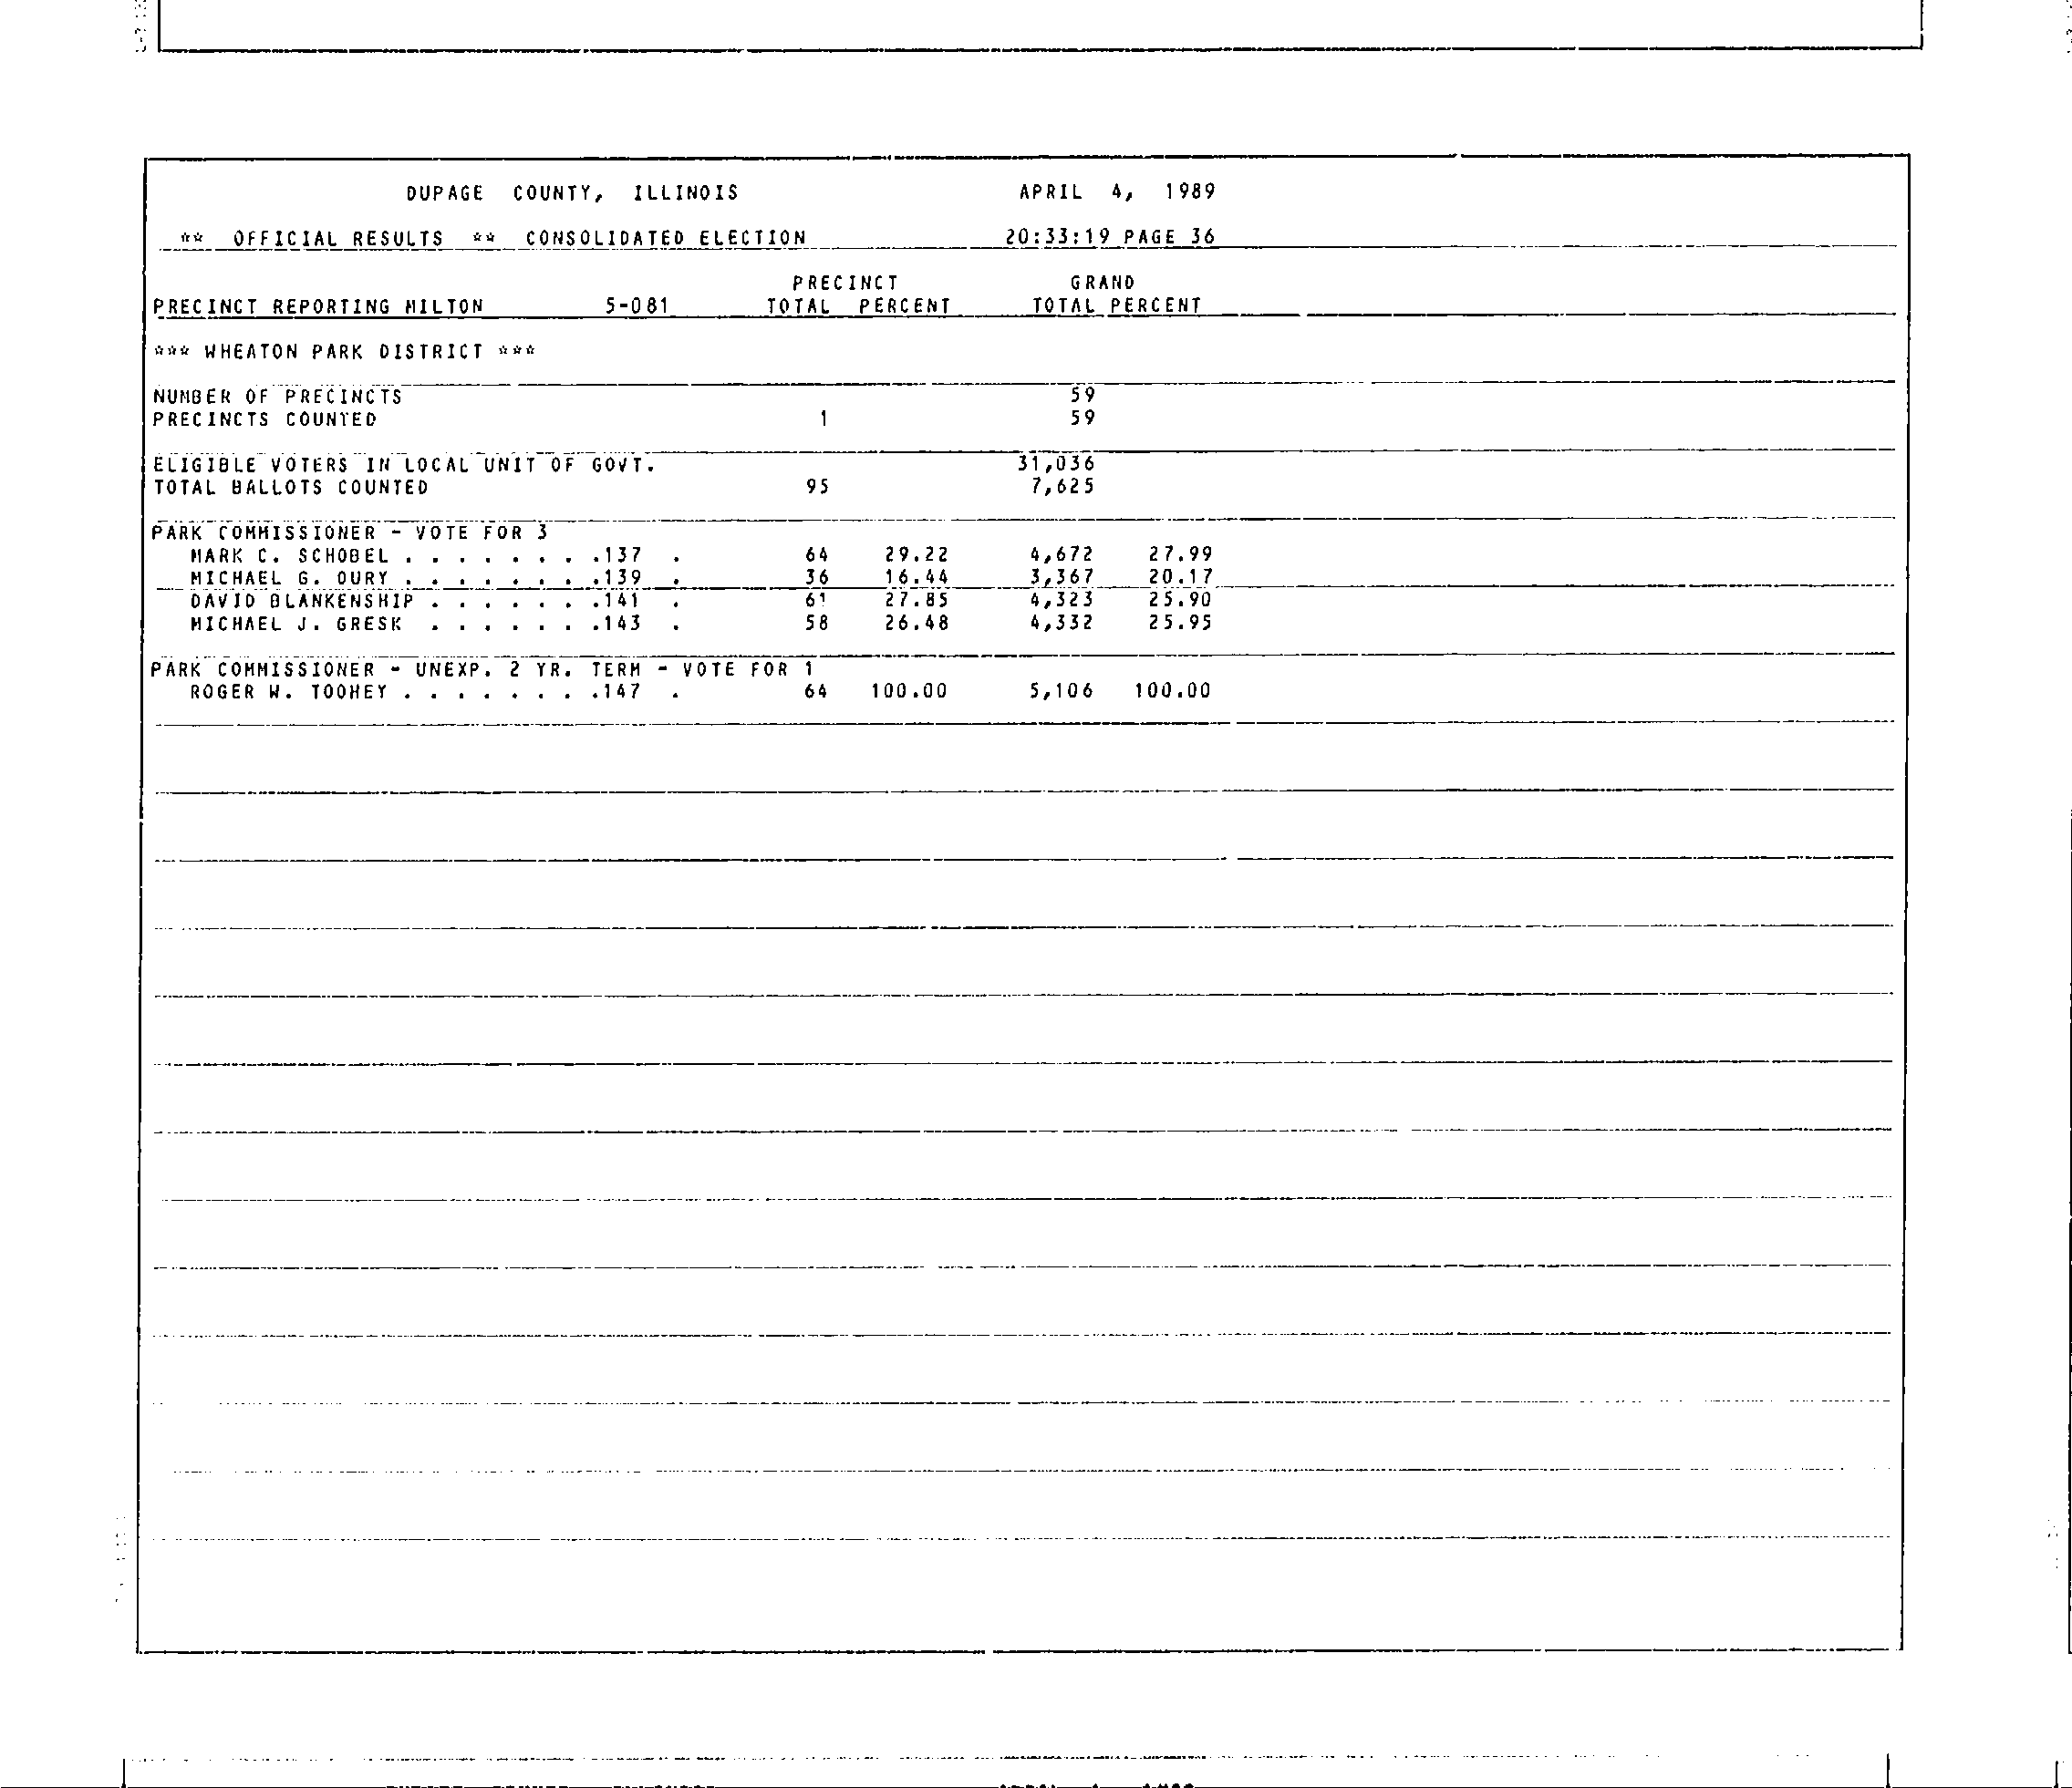 DUPAGE COUNTY, ILLINOIS APRIL 4, 1989
** OFFICIAL RESULTS ** CONSOLIDATED ELECTION 20:33:19 PAGE 36
PRECINCT GRAND
PRECINCT REPORTING MILTON 5-081 TOTAL PERCENT TOTAL PERCENT
*** WHEATON PARK DISTRICT ***
NUMBER OF PRECINCTS 59
PRECINCTS COUNTED 1 59
ELIGIBLE VOTERS IN LOCAL UNIT OF GOVT. 31,036
TOTAL BALLOTS COUNTED 95 7,625
PARK COMMISSIONER - VOTE FOR 3
MARK C. SCHOBEL . . . . . . . .137 . 64 29.22 4,672 27.99
MICHAEL G. OURY . . . . . . . .139 . 36 16.44 3,367 20.17
DAVID BLANKENSHIP . . . . . . .141 . 61 27.85 4,323 25.90
MICHAEL J. GRESK . . . . . . .143 . 58 26.48 4,332 25.95
PARK COMMISSIONER - UNEXP. 2 YR. TERM - VOTE FOR 1
ROGER W. TOOHEY . . . . . . . .147 . 64 100.00 5,106 100.00